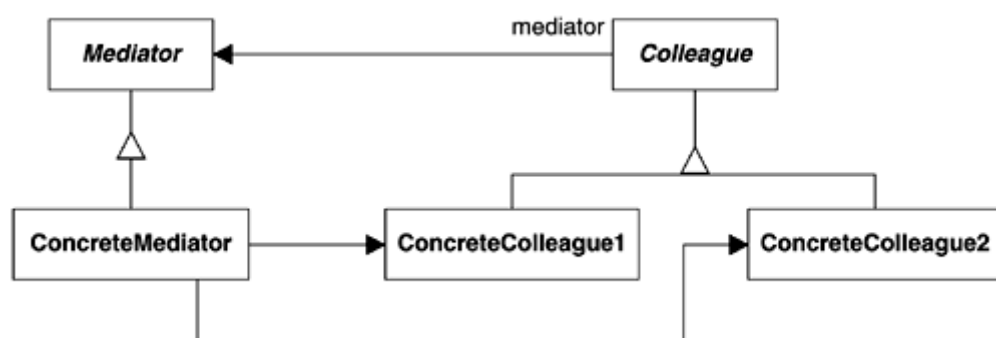 mediator
Mediator
Colleague
ConcreteMediator
ConcreteColleague1
ConcreteColleague2